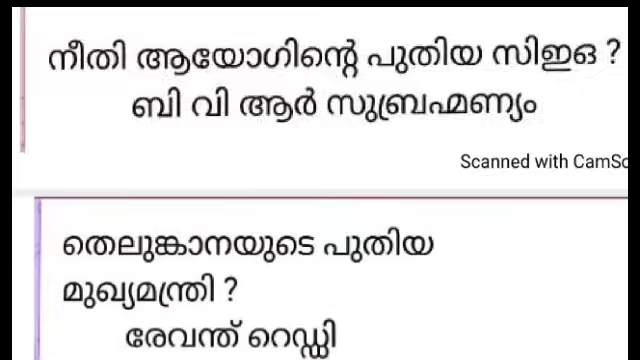 നീതി ആയോഗിന്റെ പുതിയ സിഇഒ ?
ബി വി ആർ സുബ്രഹ്മണ്യം
Scanned with CamSc
തെലുങ്കാനയുടെ പുതിയ
മുഖ്യമന്ത്രി ?
രേവന്ത് റെഡ്ഡി